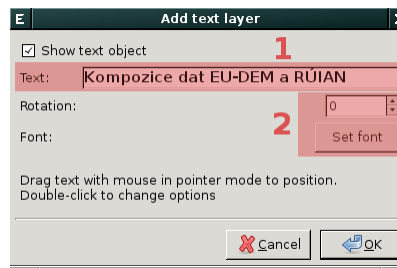 E Add text layer
Show text object 1
Text: Kompozice dat EU-DEM a RÚIAN
Rotation: 0
2
Font: Set font
Drag text with mouse in pointer mode to position.
Double-click to change options
Cancel OK